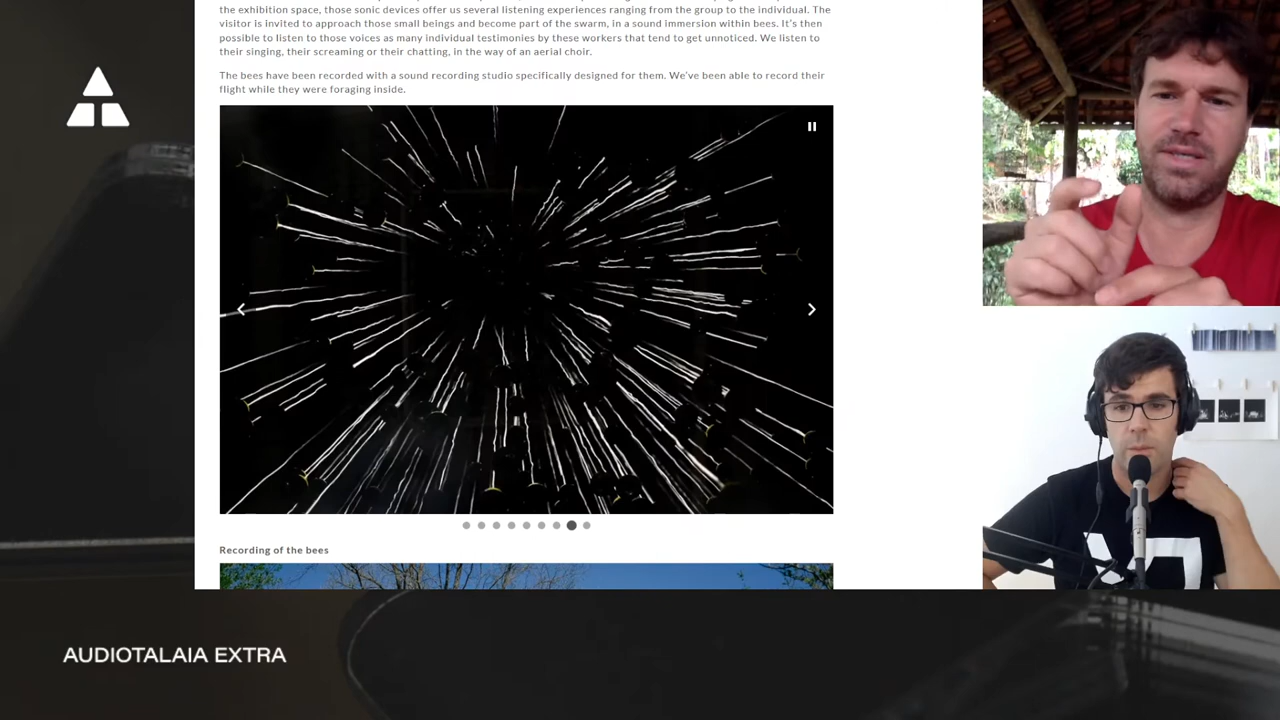 the exhibition space, those sonic devices offer us several listening experiences ranging from the group to the individual. The
visitor is invited to approach those small beings and become part of the swarm, in a sound immersion within bees. It's then
possible to listen to those voices as many individual testimonies by these workers that tend to get unnoticed. We listen to
their singing, their screaming or their chatting, in the way of an aerial choir.
The bees have been recorded with a sound recording studio specifically designed for them. We've been able to record their
flight while they were foraging inside.
Recording of the bees
AUDIOTALAIA EXTRA